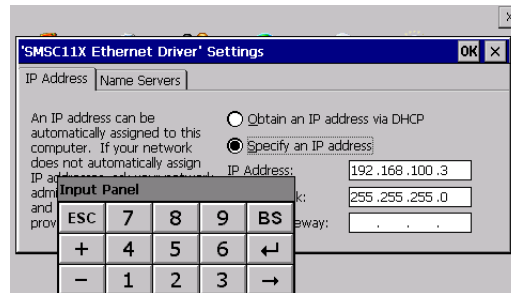 'SMSC11X Ethernet Driver' Settings OK ×
IP Address Name Servers
An IP address can be
automatically assigned to this
computer. If your network
does not automatically assign
Obtain an IP address via DHCP
Specify an IP address
IP Address: 192.168.100.3
255.255.255.0
Input Panel
ESC 7 8 9 BS
+ 4 5 6 ↵
- 1 2 3 →